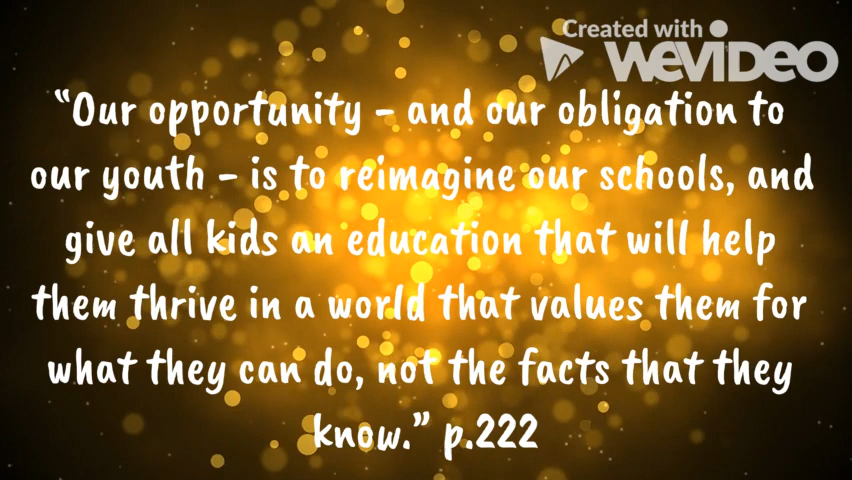 Created with
WEVIDEO
“Our opportunity - and our obligation to
our youth - is to reimagine our schools, and
give all kids an education that will help
them thrive in a world that values them for
what they can do, not the facts that they
know.” p.222